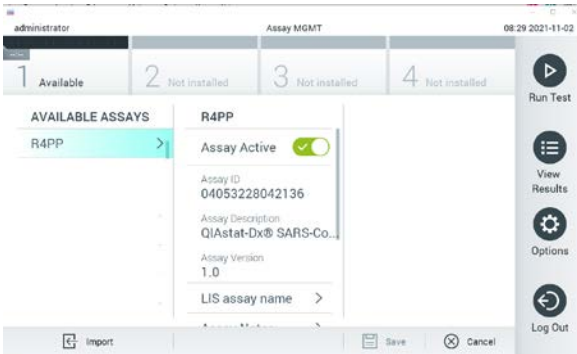 administrator Assay MGMT 08:29 2021-11-02
1 Available 2 Not installed 3 Not installed 4 Not installed
Run Test
AVAILABLE ASSAYS R4PP
R4PP Assay Active
View
Results
Assay ID
04053228042136
Assay Description
QIAstat-Dx® SARS-Co...
Options
Assay Version
1.0
LIS assay name
Log Out
Import Save Cancel